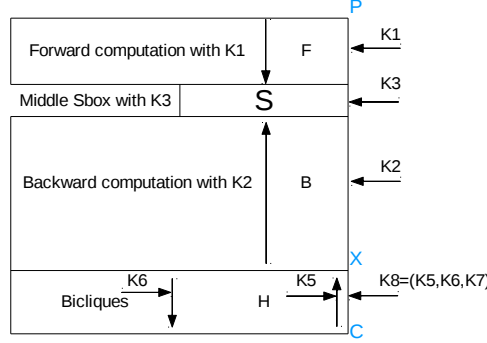 P
Forward computation with K1 F K1
Middle Sbox with K3 S K3
Backward computation with K2 B K2
X
K6 K5 K8=(K5,K6,K7)
Bicliques H
C